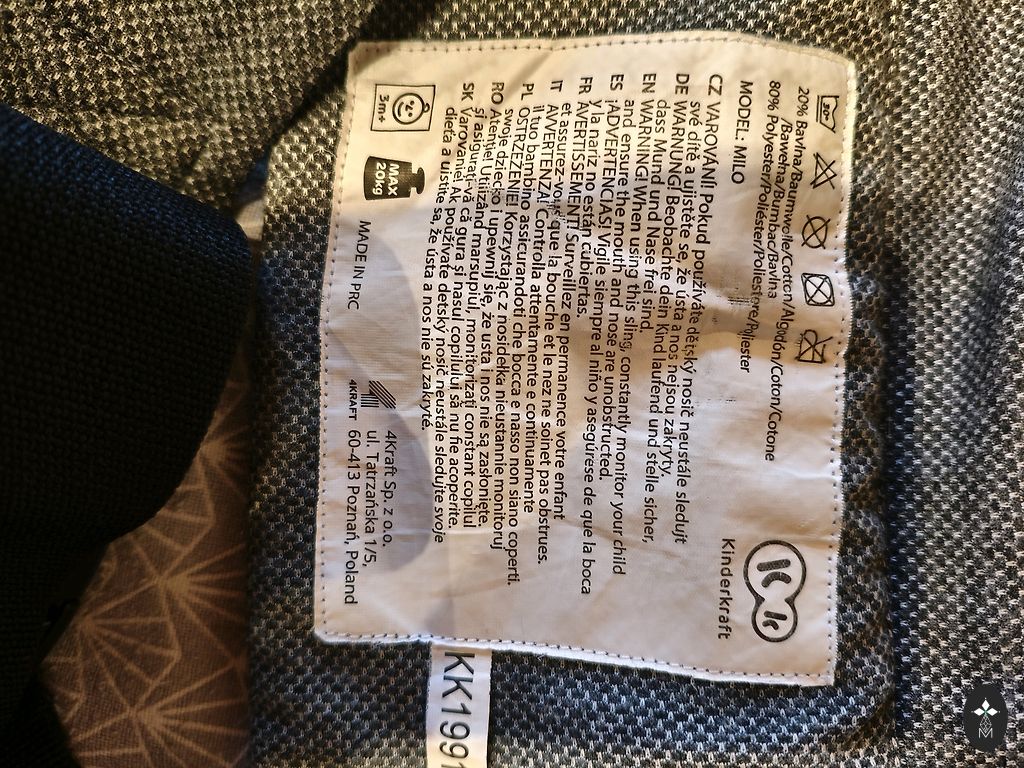 20% Bavlna/Baumwolle/Cotton/Algodón/Coton/Cotone
/Bawełna/Bumbac/Bavlna
80% Polyester/Poliéster/Poliestere/Poliester
MODEL: MILO
Kinderkraft
CZ VAROVÁNÍ! Pokud používáte dětský nosič neustále sledujt
své dítě a ujistěte se, že ústa a nos nejsou zakryty.
DE WARNUNG! Beobachte dein Kind laufend und stelle sicher,
dass Mund und Nase frei sind.
EN WARNING! When using this sling, constantly monitor your child
and ensure the mouth and nose are unobstructed.
ES ¡ADVERTENCIAS! Vigile siempre al niño y asegúrese de que la boca
y la nariz no están cubiertas.
FR AVERTISSEMENT! Surveillez en permanence votre enfant
et assurez-vous que la bouche et le nez ne soinet pas obstrues.
IT AVVERTENZA! Controlla attentamente e continuamente
il tuo bambino assicurandoti che bocca e nasso non siano coperti.
PL OSTRZEŻENIE! Korzystając z nosidełka nieustannie monitoruj
swoje dziecko i upewnij się, że usta i nos nie są zasłonięte.
RO Atenție! Utilizând marsupiul, monitorizați constant copilul
și asigurați-vă că gura și nasul copilului să nu fie acoperite.
SK Varovanie! Ak používate detský nosič neustále sledujte svoje
dieťa a uistite sa, že ústa a nos nie sú zakryté.
3m+
MAX
20kg
MADE IN PRC
4KRAFT
4Kraft Sp. z o.o.
ul. Tatrzańska 1/5,
60-413 Poznań, Poland
KK1991
M